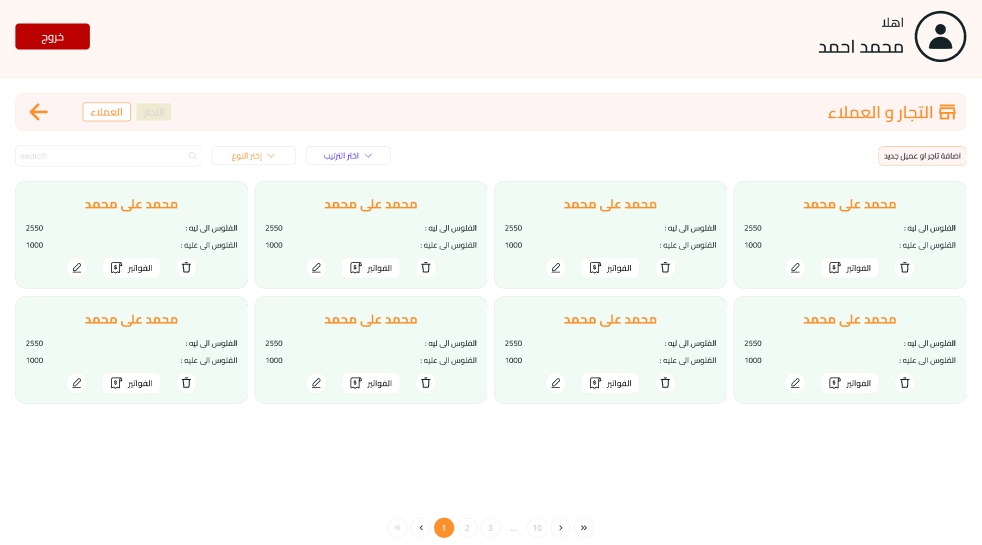 اهلا
محمد احمد
خروج
التجار و العملاء
التجار
العملاء
اضافة تاجر او عميل جديد
اختر الترتيب
إختر النوع
search
محمد على محمد
الفلوس الى ليه : 2550
الفلوس الى عليه : 1000
الفواتير
محمد على محمد
الفلوس الى ليه : 2550
الفلوس الى عليه : 1000
الفواتير
محمد على محمد
الفلوس الى ليه : 2550
الفلوس الى عليه : 1000
الفواتير
محمد على محمد
الفلوس الى ليه : 2550
الفلوس الى عليه : 1000
الفواتير
محمد على محمد
الفلوس الى ليه : 2550
الفلوس الى عليه : 1000
الفواتير
محمد على محمد
الفلوس الى ليه : 2550
الفلوس الى عليه : 1000
الفواتير
محمد على محمد
الفلوس الى ليه : 2550
الفلوس الى عليه : 1000
الفواتير
محمد على محمد
الفلوس الى ليه : 2550
الفلوس الى عليه : 1000
الفواتير
« ‹ 1 2 3 ... 10 › »